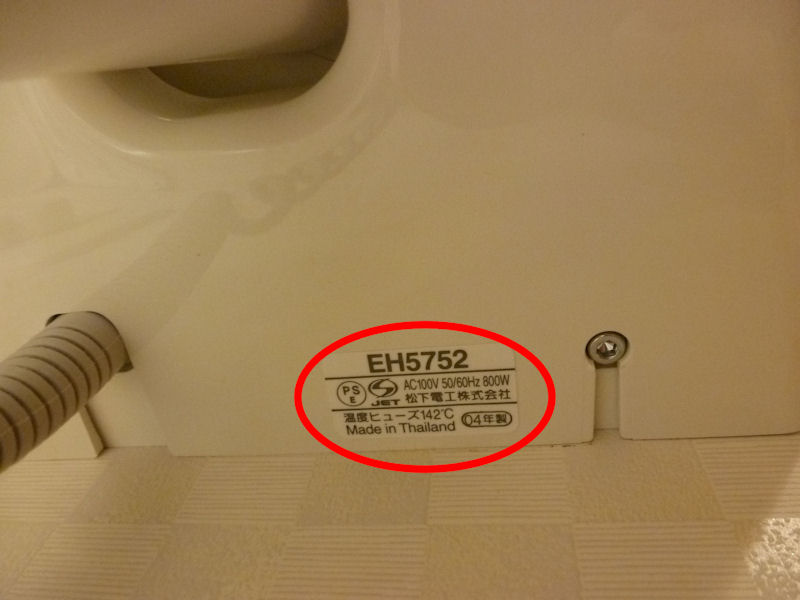 EH5752
PS E JET AC100V 50/60Hz 800W
松下電工株式会社
温度ヒューズ142℃
Made in Thailand 04年製